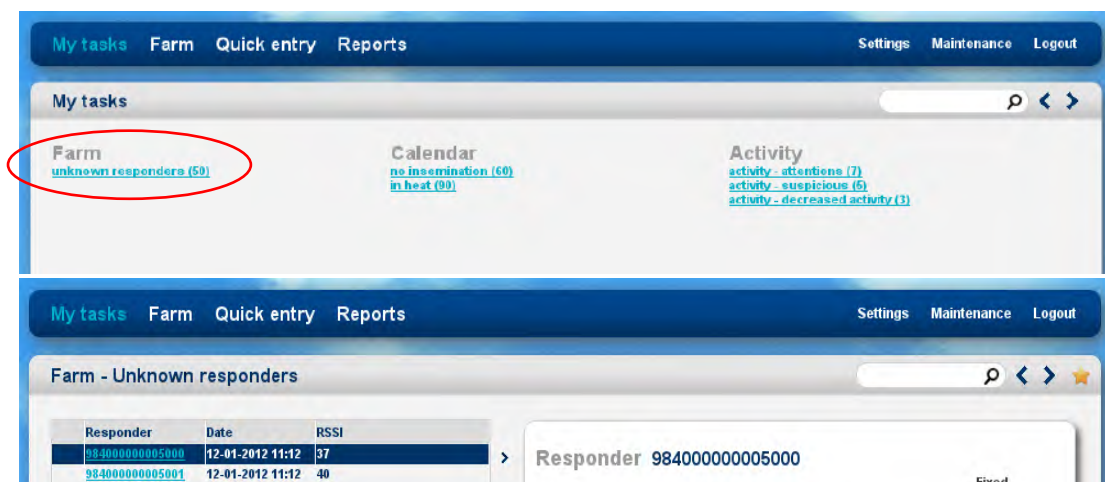 My tasks Farm Quick entry Reports Settings Maintenance Logout
My tasks
Farm Calendar Activity
unknown responders (50) no insemination (60) activity - attentions (7)
in heat (90) activity - suspicious (6)
activity - decreased activity (3)
My tasks Farm Quick entry Reports Settings Maintenance Logout
Farm - Unknown responders
Responder Date RSSI
984000000005000 12-01-2012 11:12 37
Responder 984000000005000
984000000005001 12-01-2012 11:12 40
Fixed